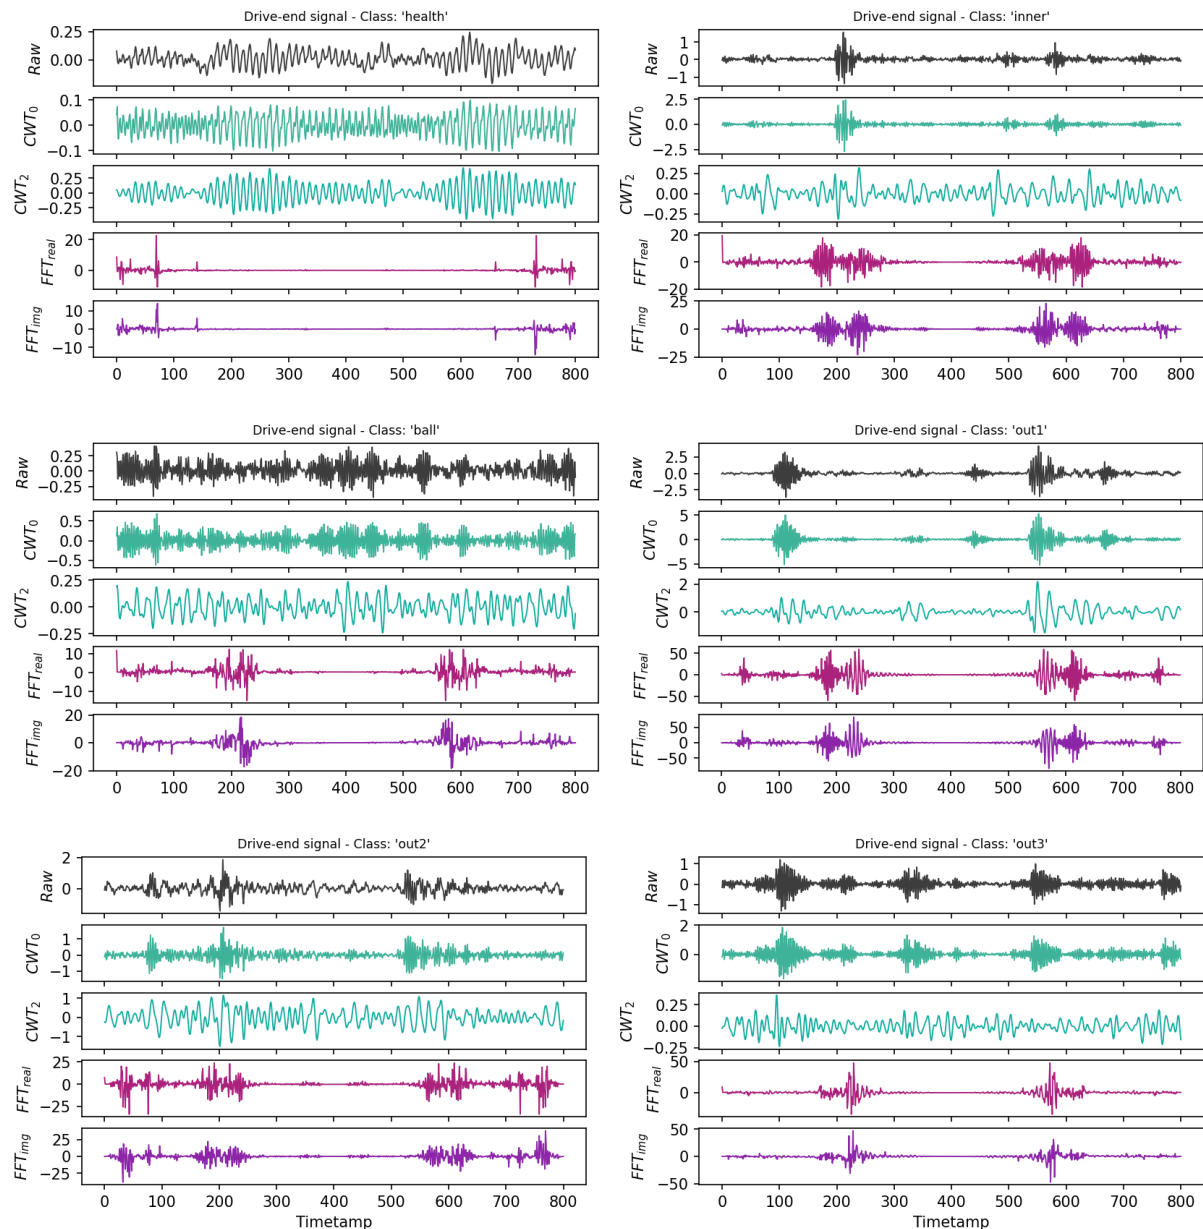 Drive-end signal - Class: 'health'
Raw
0.25
0.00
CWT0
0.1
0.0
−0.1
CWT2
0.25
−0.25
FFTreal
20
0
FFTimg
10
0
−10
0 100 200 300 400 500 600 700 800
Drive-end signal - Class: 'inner'
Raw
1
0
−1
CWT0
2.5
0.0
−2.5
CWT2
0.25
0.00
−0.25
FFTreal
20
0
−20
FFTimg
25
0
−25
0 100 200 300 400 500 600 700 800
Drive-end signal - Class: 'ball'
Raw
0.25
0.00
−0.25
CWT0
0.5
0.0
−0.5
CWT2
0.25
0.00
−0.25
FFTreal
10
0
−10
FFTimg
20
0
−20
0 100 200 300 400 500 600 700 800
Drive-end signal - Class: 'out1'
Raw
2.5
0.0
−2.5
CWT0
5
0
−5
CWT2
2
0
FFTreal
50
0
−50
FFTimg
50
0
−50
0 100 200 300 400 500 600 700 800
Drive-end signal - Class: 'out2'
Raw
2
0
CWT0
1
0
−1
CWT2
1
0
−1
FFTreal
25
0
−25
FFTimg
25
0
−25
0 100 200 300 400 500 600 700 800
Timetamp
Drive-end signal - Class: 'out3'
Raw
1
0
−1
CWT0
2
0
CWT2
0.25
0.00
−0.25
FFTreal
50
0
FFTimg
50
0
−50
0 100 200 300 400 500 600 700 800
Timetamp